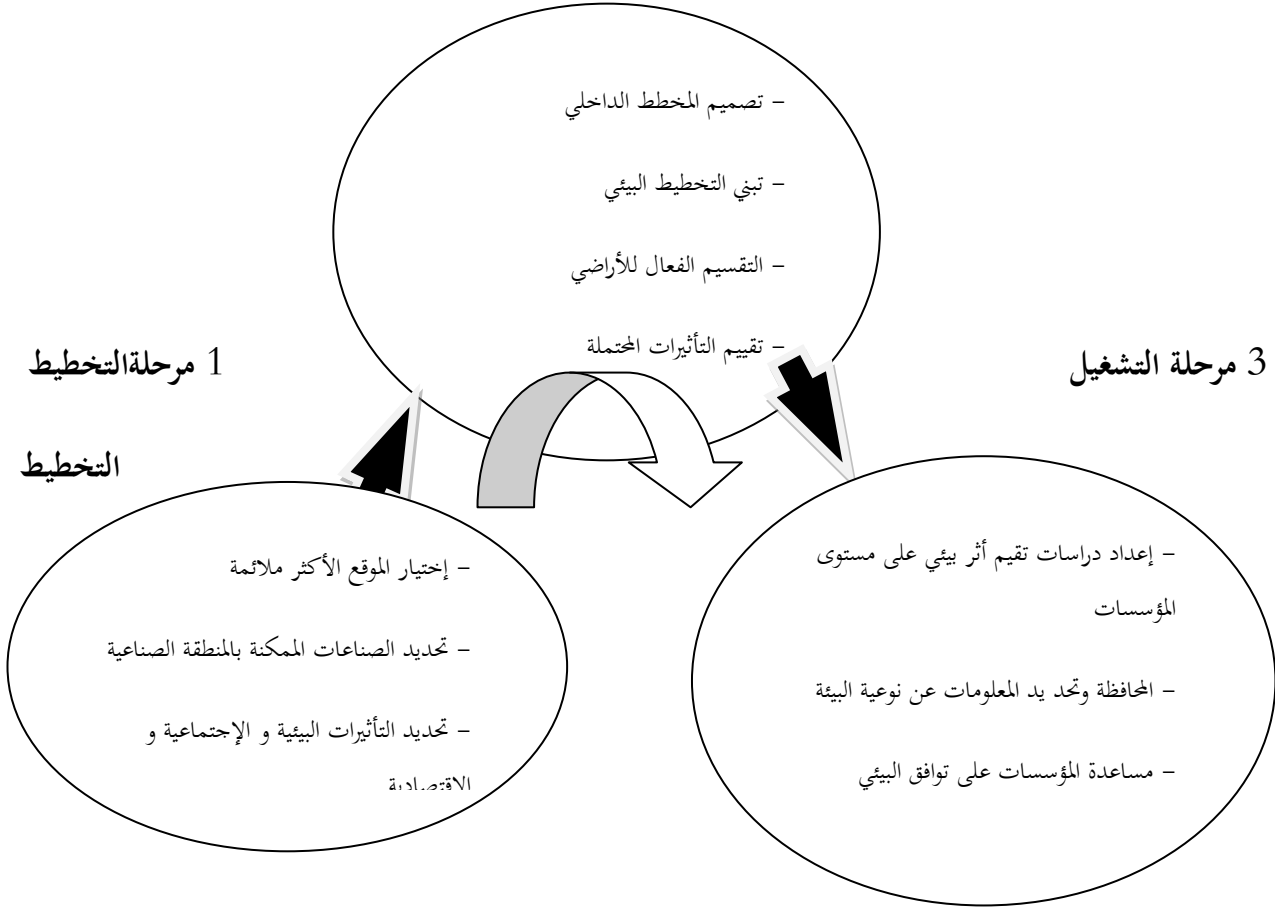 - تصميم المخطط الداخلي
- تبني التخطيط البيئي
- التقسيم الفعال للأراضي
- تقييم التأثيرات المحتملة
3 مرحلة التشغيل
1 مرحلةالتخطيط
التخطيط
- إعداد دراسات تقيم أثر بيئي على مستوى
المؤسسات
- المحافظة وتحد يد المعلومات عن نوعية البيئة
- مساعدة المؤسسات على توافق البيئي
- إختيار الموقع الأكثر ملائمة
- تحديد الصناعات الممكنة بالمنطقة الصناعية
- تحديد التأثيرات البيئية و الإجتماعية و
الاقتصادية